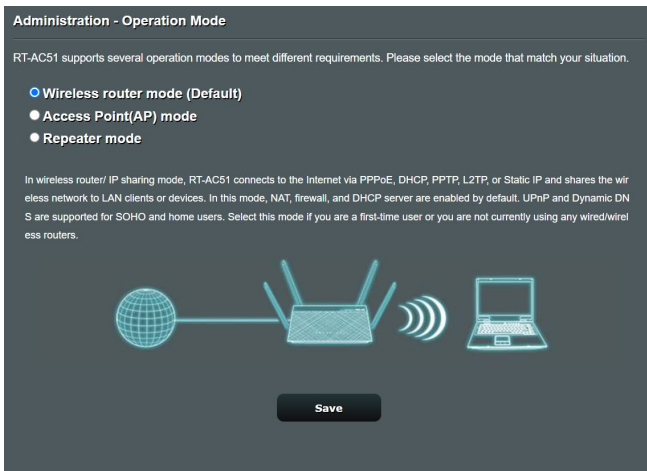 Administration - Operation Mode
RT-AC51 supports several operation modes to meet different requirements. Please select the mode that match your situation.
Wireless router mode (Default)
Access Point(AP) mode
Repeater mode
In wireless router/ IP sharing mode, RT-AC51 connects to the Internet via PPPoE, DHCP, PPTP, L2TP, or Static IP and shares the wir
eless network to LAN clients or devices. In this mode, NAT, firewall, and DHCP server are enabled by default. UPnP and Dynamic DN
S are supported for SOHO and home users. Select this mode if you are a first-time user or you are not currently using any wired/wirel
ess routers.
Save